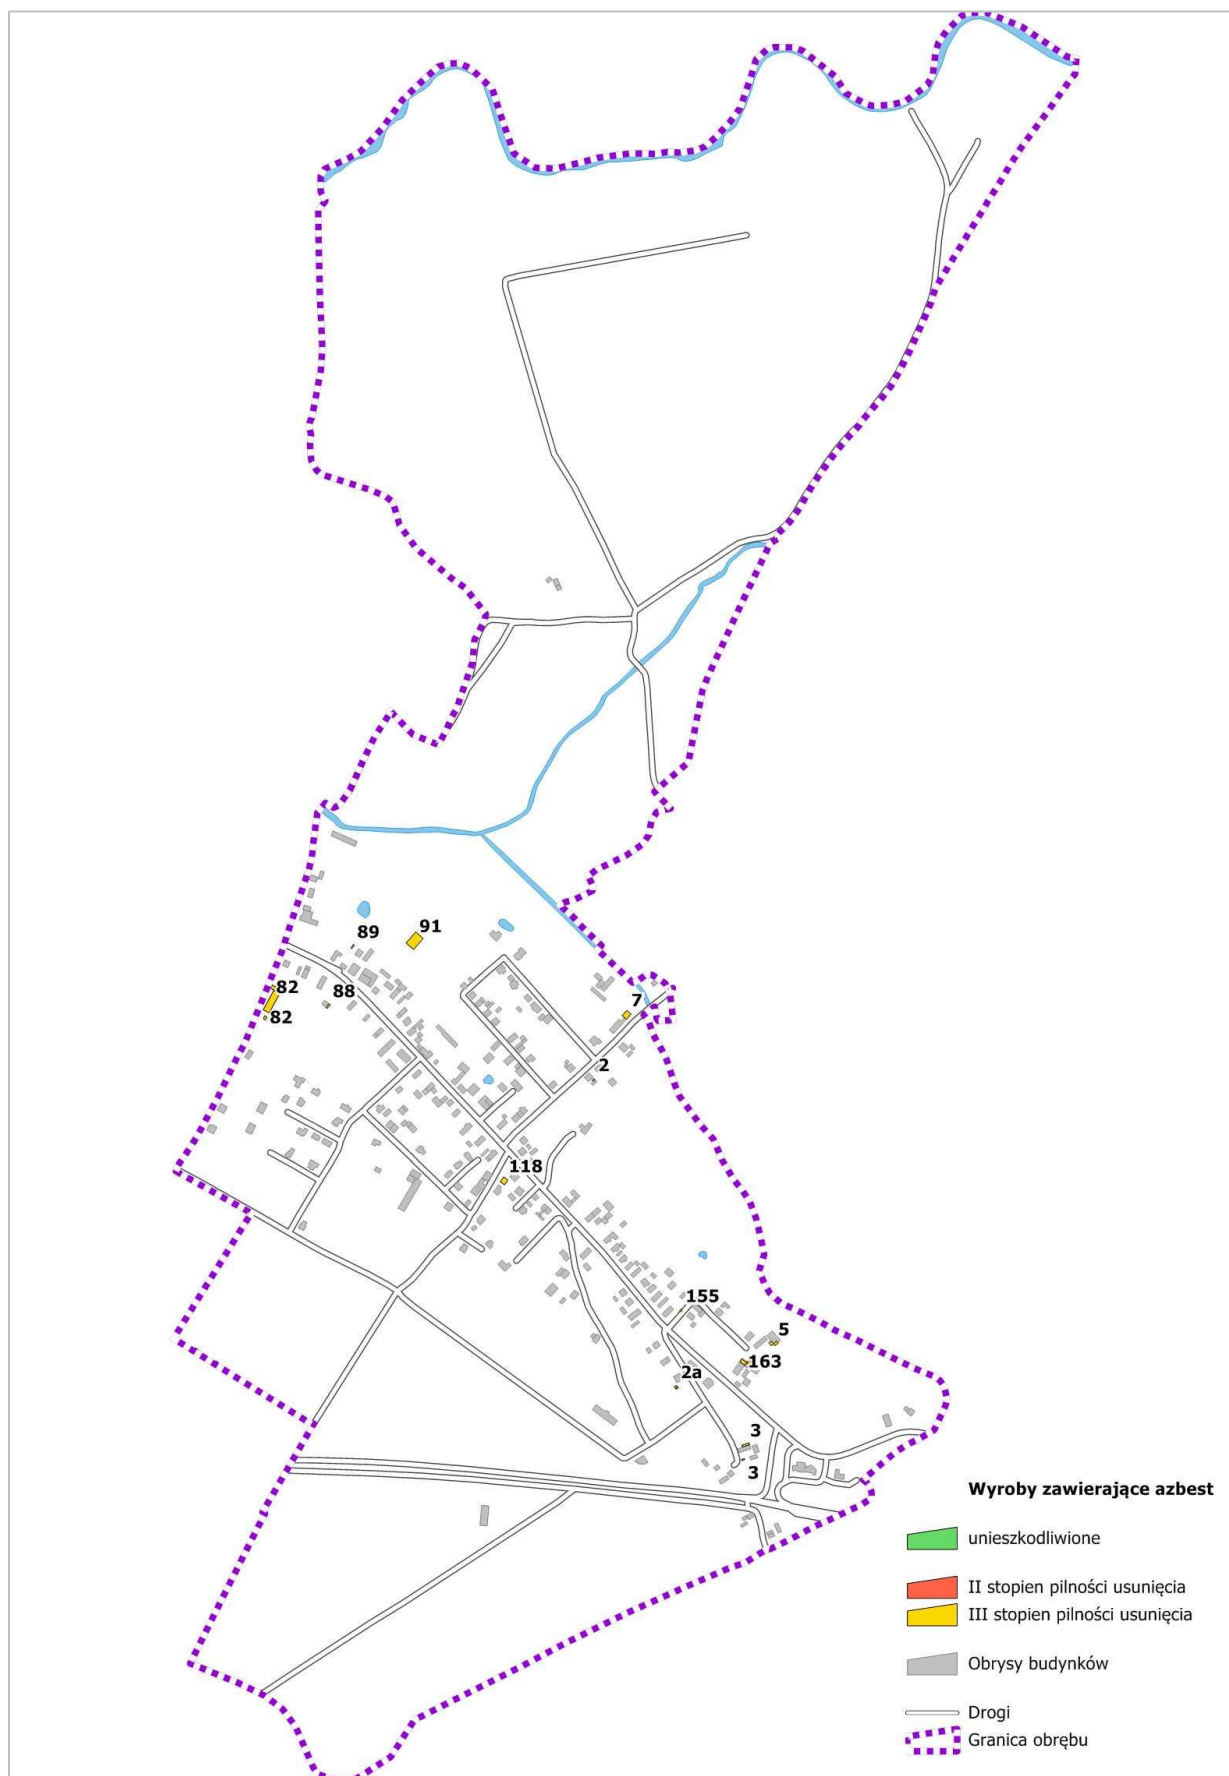 91
89
82
88
82
7
2
118
155
5
163
2a
3
3
Wyroby zawierające azbest
unieszkodliwione
II stopien pilności usunięcia
III stopien pilności usunięcia
Obrysy budynków
Drogi
Granica obrębu